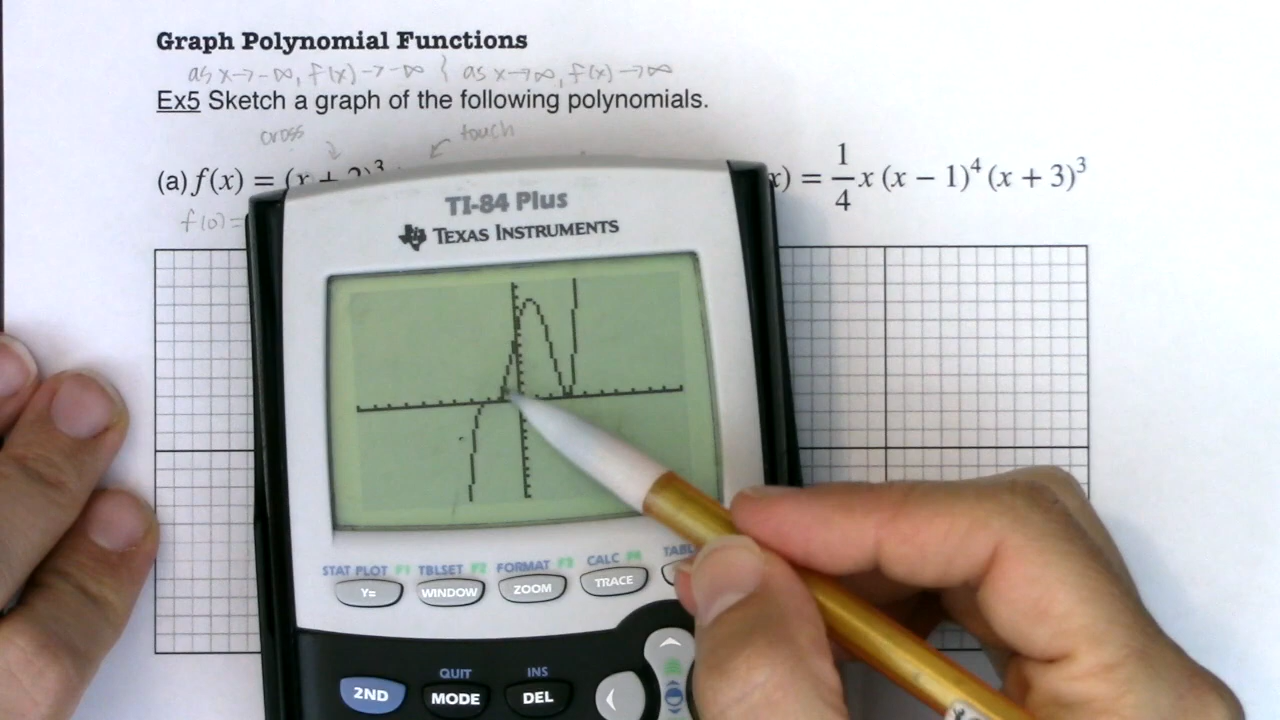 Graph Polynomial Functions
as x→-∞, f(x)→-∞ { as x→∞, f(x)→∞
Ex5 Sketch a graph of the following polynomials.
cross touch
(a) f(x) = (x + 2)³ x) = 1/4 x (x − 1)⁴ (x + 3)³
f(0)=
TI-84 Plus
TEXAS INSTRUMENTS
STAT PLOT F1 TBLSET F2 FORMAT F3 CALC F4 TABL
Y= WINDOW ZOOM TRACE
QUIT INS
2ND MODE DEL